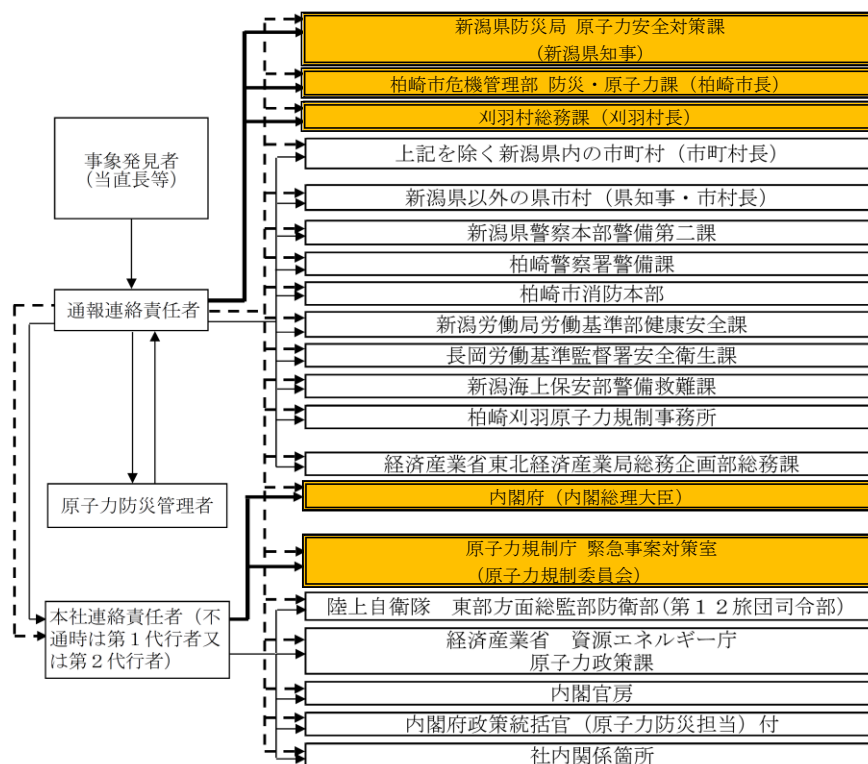 新潟県防災局 原子力安全対策課
(新潟県知事)
柏崎市危機管理部 防災・原子力課（柏崎市長）
刈羽村総務課（刈羽村長）
上記を除く新潟県内の市町村（市町村長）
新潟県以外の県市村（県知事・市村長）
新潟県警察本部警備第二課
柏崎警察署警備課
柏崎市消防本部
新潟労働局労働基準部健康安全課
長岡労働基準監督署安全衛生課
新潟海上保安部警備救難課
柏崎刈羽原子力規制事務所
経済産業省東北経済産業局総務企画部総務課
内閣府（内閣総理大臣）
原子力規制庁 緊急事案対策室
(原子力規制委員会)
陸上自衛隊　東部方面総監部防衛部(第１２旅団司令部)
経済産業省　資源エネルギー庁
原子力政策課
内閣官房
内閣府政策統括官（原子力防災担当）付
社内関係箇所
事象発見者
（当直長等）
通報連絡責任者
原子力防災管理者
本社連絡責任者（不
通時は第１代行者又
は第２代行者）